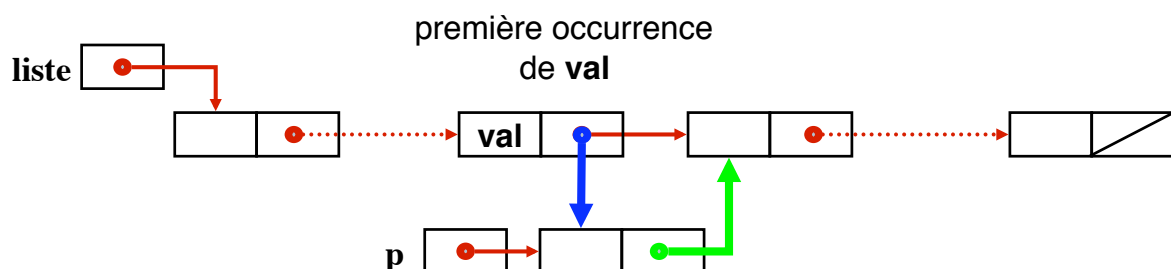 première occurrence
de val
liste
val
p